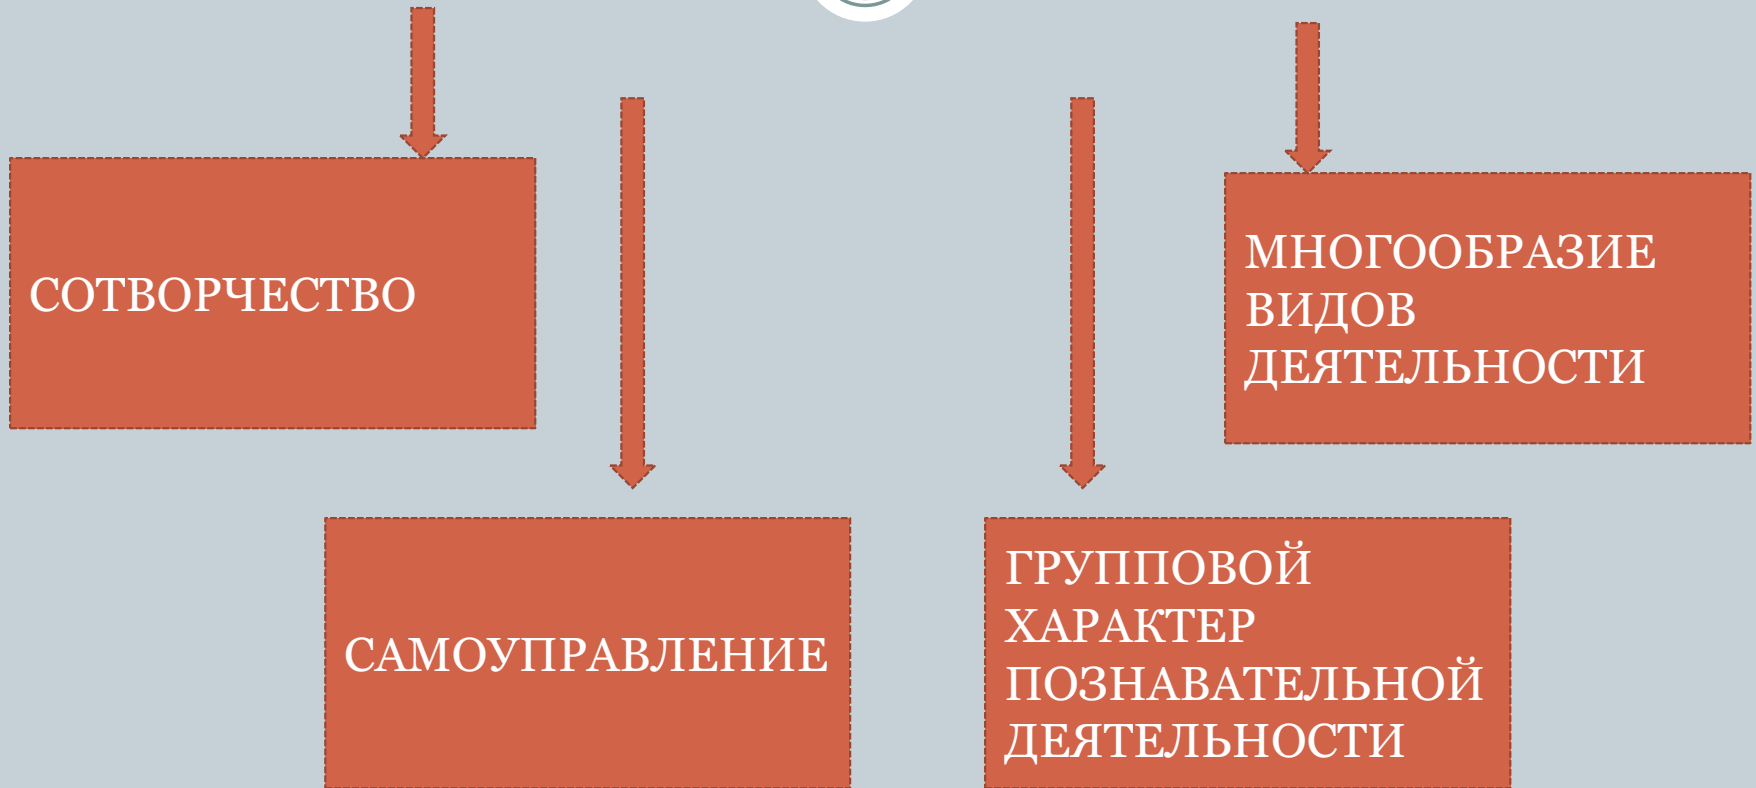 СОТВОРЧЕСТВО
МНОГООБРАЗИЕ
ВИДОВ
ДЕЯТЕЛЬНОСТИ
САМОУПРАВЛЕНИЕ
ГРУППОВОЙ
ХАРАКТЕР
ПОЗНАВАТЕЛЬНОЙ
ДЕЯТЕЛЬНОСТИ